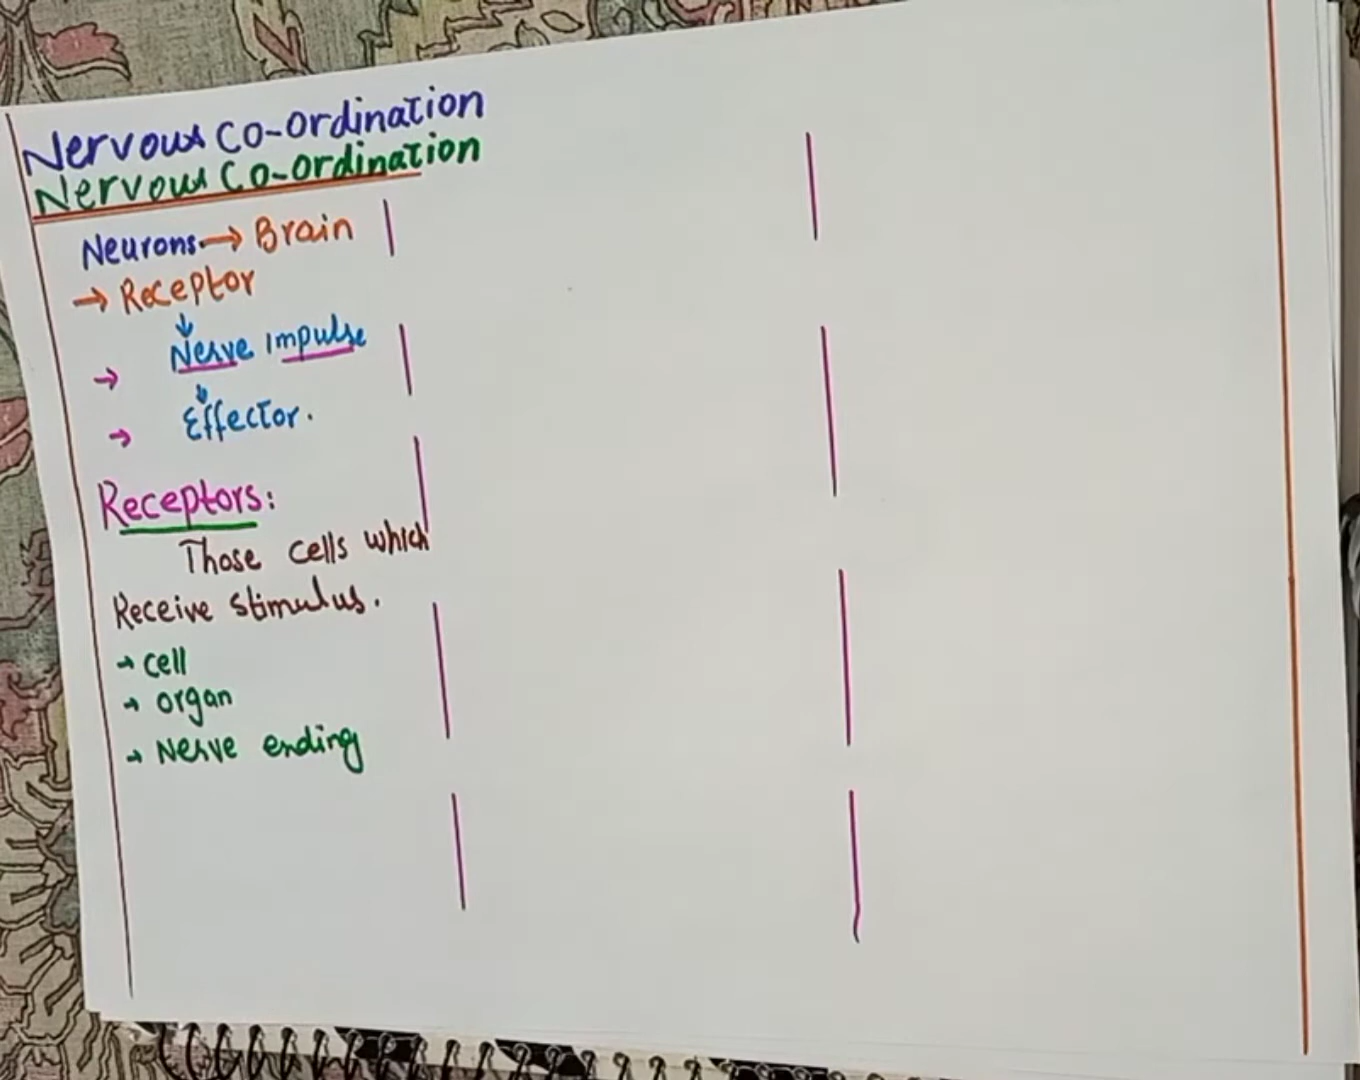 Nervous Co-ordination
Nervous Co-ordination
Neurons → Brain
→ Receptor
↓
→ Nerve impulse
↓
→ Effector.
Receptors:
Those cells which
Receive stimulus.
→ cell
→ organ
→ Nerve ending